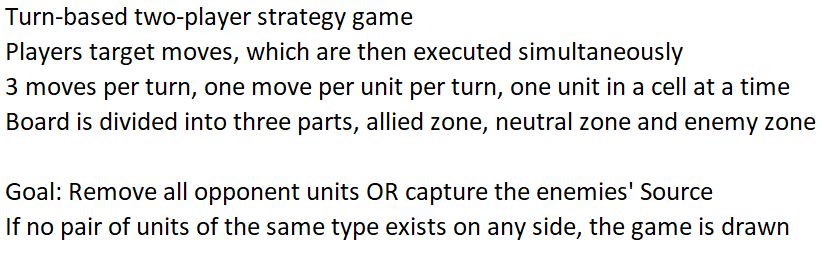 Turn-based two-player strategy game
Players target moves, which are then executed simultaneously
3 moves per turn, one move per unit per turn, one unit in a cell at a time
Board is divided into three parts, allied zone, neutral zone and enemy zone
Goal: Remove all opponent units OR capture the enemies' Source
If no pair of units of the same type exists on any side, the game is drawn